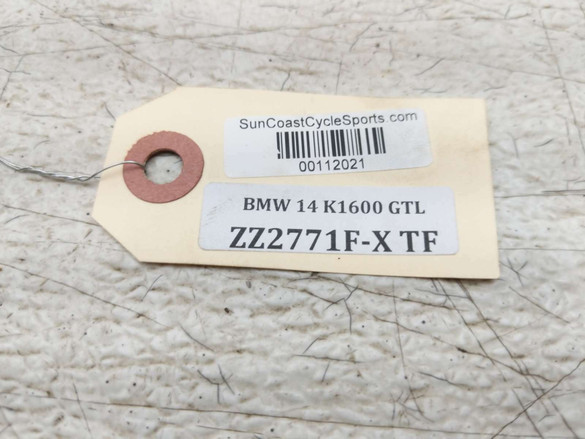 SunCoastCycleSports.com
00112021
BMW 14 K1600 GTL
ZZ2771F-X TF